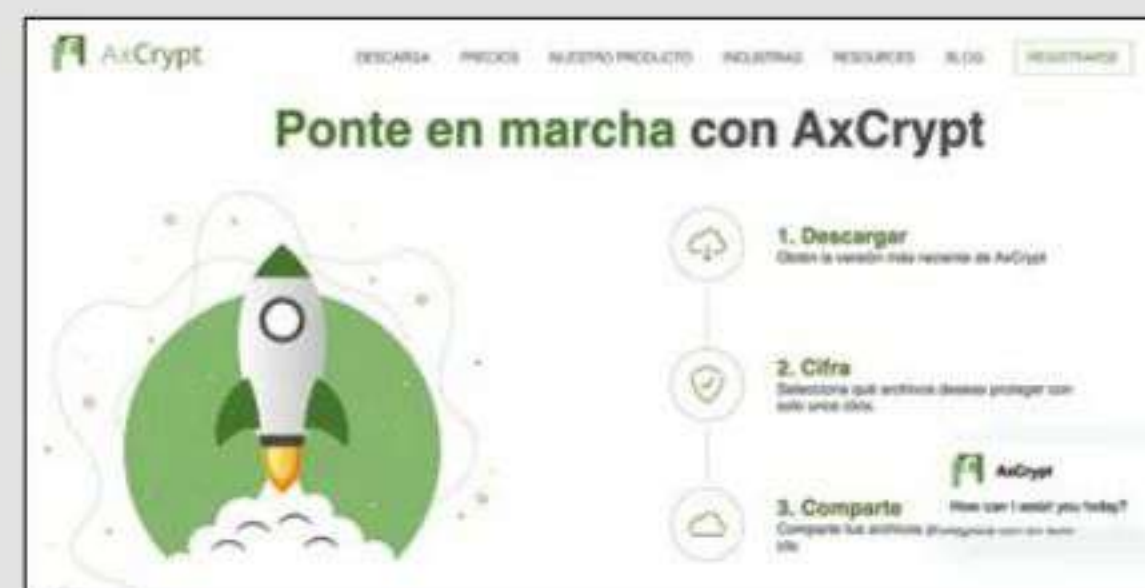 AxCrypt
DESCARGA PRECIOS NUESTRO PRODUCTO INDUSTRIAS RESOURCES BLOG REGISTRARSE
Ponte en marcha con AxCrypt
1. Descargar
Obtén la versión más reciente de AxCrypt
2. Cifra
Selecciona qué archivos deseas proteger con
solo unos clics.
AxCrypt
How can I assist you today?
3. Comparte
Comparte tus archivos
clic